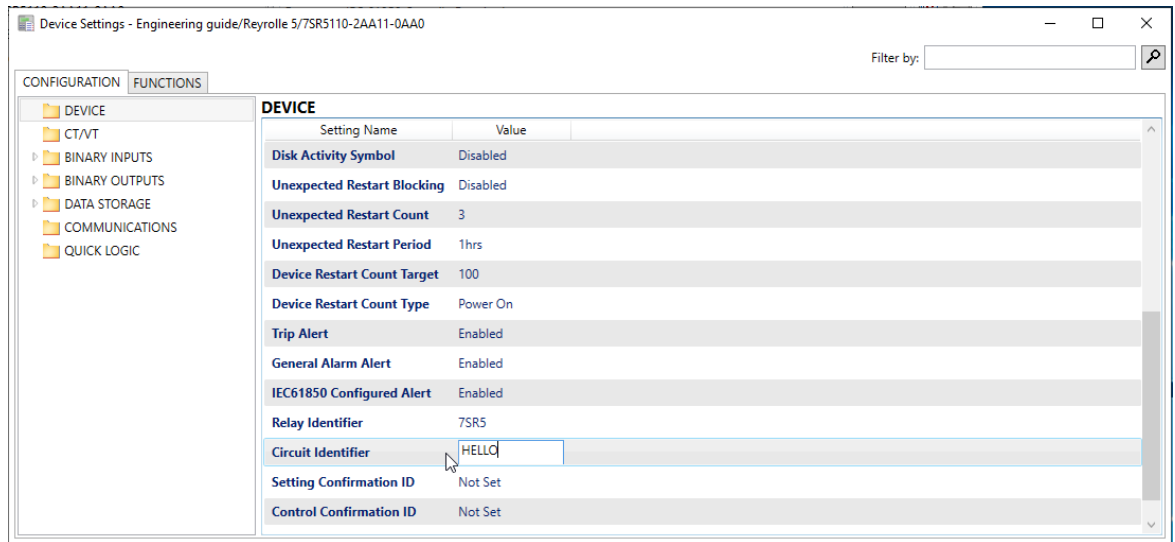 Device Settings - Engineering guide/Reyrolle 5/7SR5110-2AA11-0AA0
Filter by:
CONFIGURATION FUNCTIONS
DEVICE
CT/VT
BINARY INPUTS
BINARY OUTPUTS
DATA STORAGE
COMMUNICATIONS
QUICK LOGIC
DEVICE
Setting Name Value
Disk Activity Symbol Disabled
Unexpected Restart Blocking Disabled
Unexpected Restart Count 3
Unexpected Restart Period 1hrs
Device Restart Count Target 100
Device Restart Count Type Power On
Trip Alert Enabled
General Alarm Alert Enabled
IEC61850 Configured Alert Enabled
Relay Identifier 7SR5
Circuit Identifier HELLO
Setting Confirmation ID Not Set
Control Confirmation ID Not Set